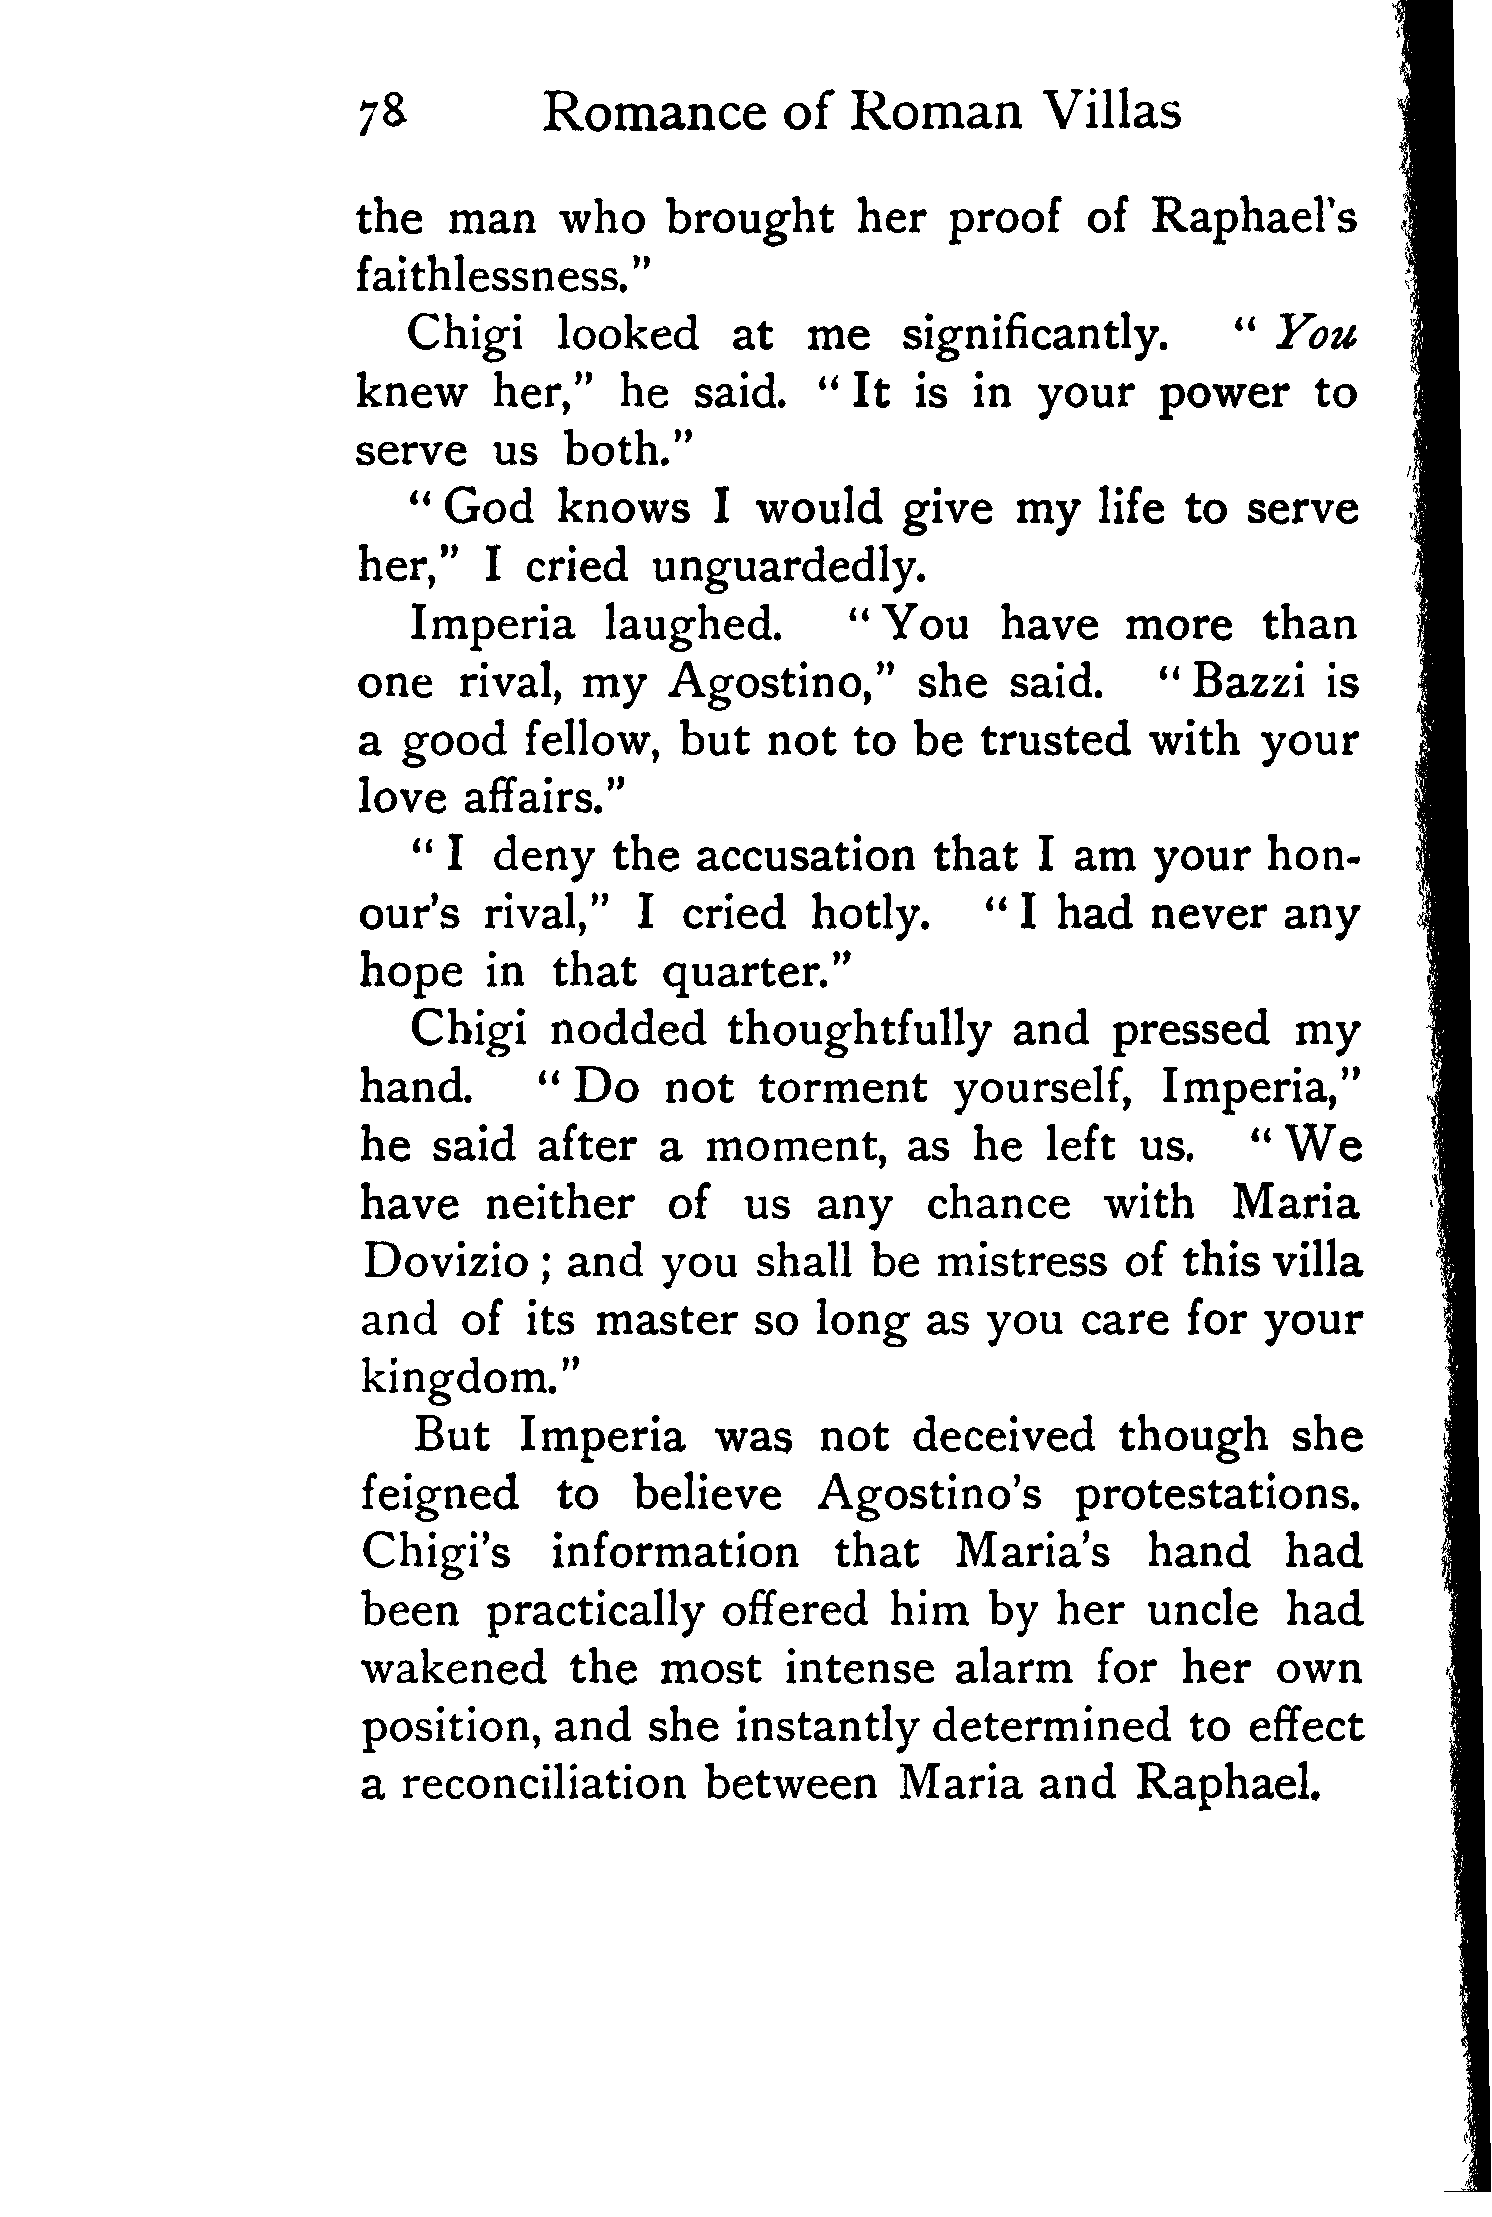 78 Romance of Roman Villas
the man who brought her proof of Raphael's
faithlessness."
Chigi looked at me significantly. "You
knew her," he said. "It is in your power to
serve us both."
"God knows I would give my life to serve
her," I cried unguardedly.
Imperia laughed. "You have more than
one rival, my Agostino," she said. "Bazzi is
a good fellow, but not to be trusted with your
love affairs."
"I deny the accusation that I am your hon-
our's rival," I cried hotly. "I had never any
hope in that quarter."
Chigi nodded thoughtfully and pressed my
hand. "Do not torment yourself, Imperia,"
he said after a moment, as he left us. "We
have neither of us any chance with Maria
Dovizio; and you shall be mistress of this villa
and of its master so long as you care for your
kingdom."
But Imperia was not deceived though she
feigned to believe Agostino's protestations.
Chigi's information that Maria's hand had
been practically offered him by her uncle had
wakened the most intense alarm for her own
position, and she instantly determined to effect
a reconciliation between Maria and Raphael.